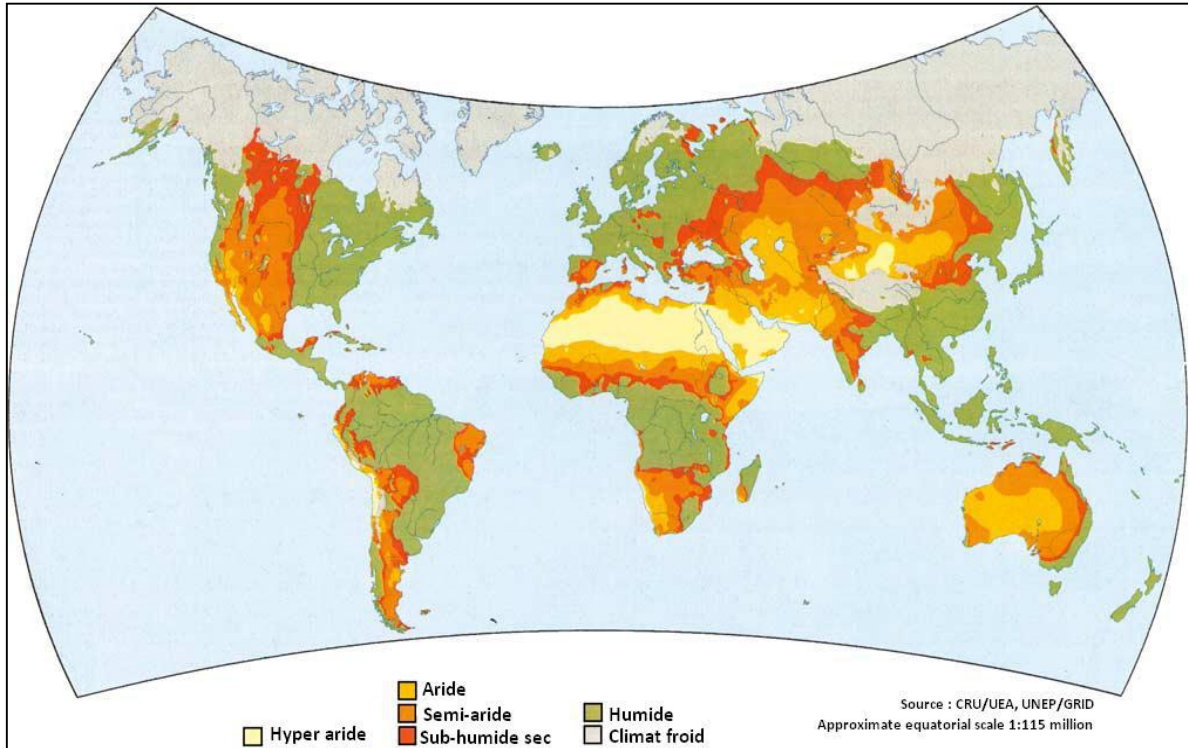 Aride
Semi-aride
Humide
Hyper aride
Sub-humide sec
Climat froid
Source : CRU/UEA, UNEP/GRID
Approximate equatorial scale 1:115 million